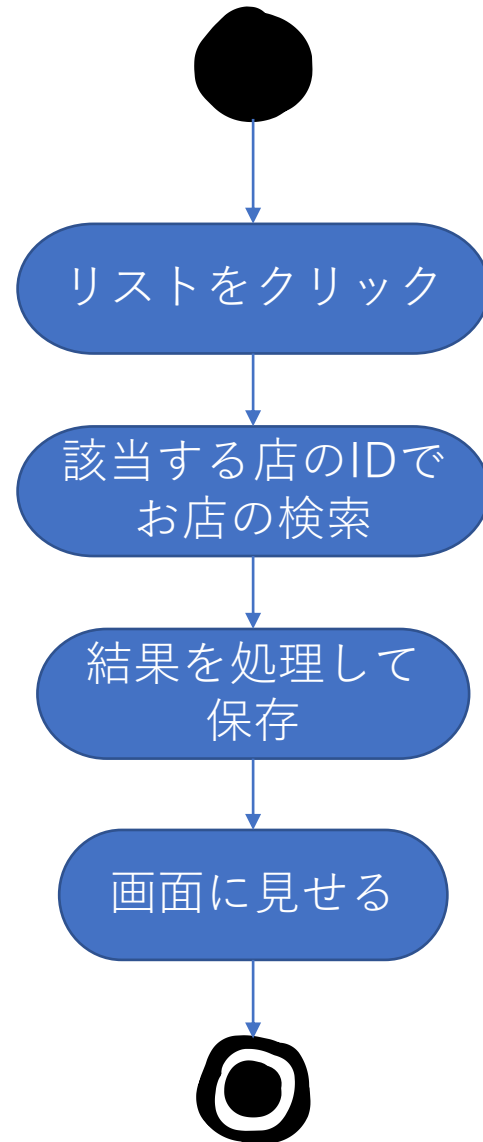 リストをクリック
該当する店のIDで
お店の検索
結果を処理して
保存
画面に見せる